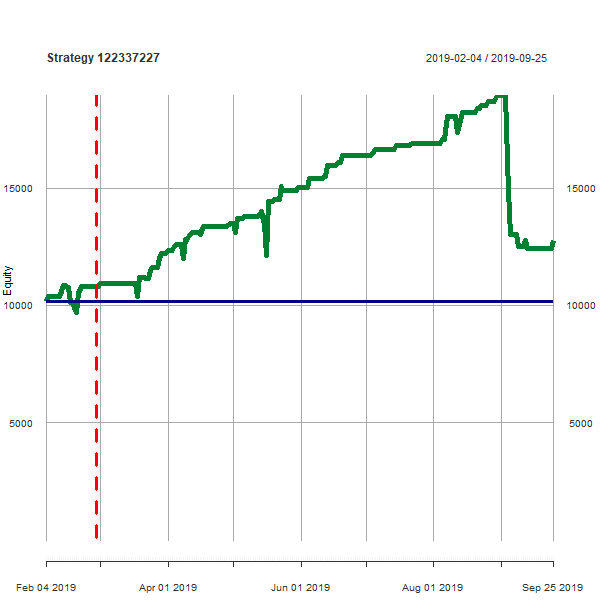 Strategy 122337227
2019-02-04 / 2019-09-25
15000
15000
Equity
10000
10000
5000
5000
Feb 04 2019
Apr 01 2019
Jun 01 2019
Aug 01 2019
Sep 25 2019